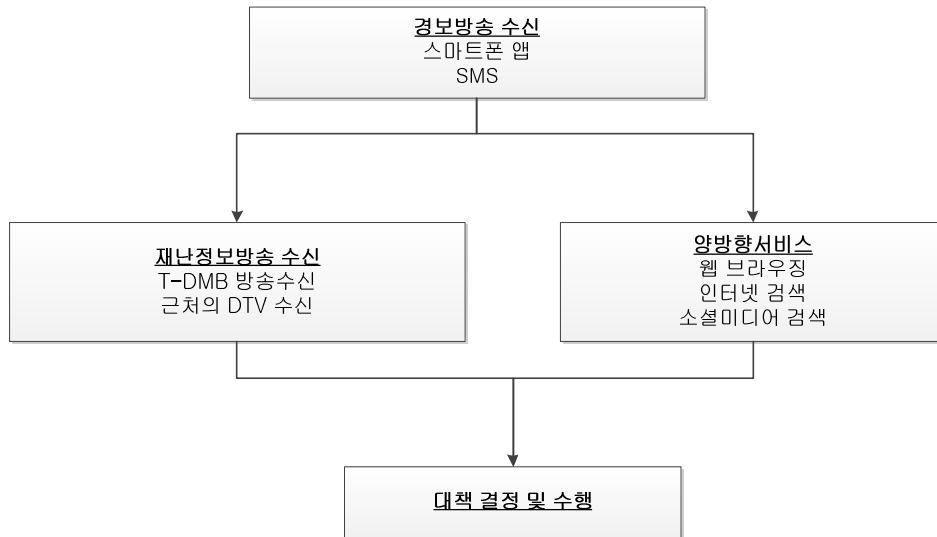 경보방송 수신
스마트폰 앱
SMS
재난정보방송 수신
T-DMB 방송수신
근처의 DTV 수신
양방향서비스
웹 브라우징
인터넷 검색
소셜미디어 검색
대책 결정 및 수행